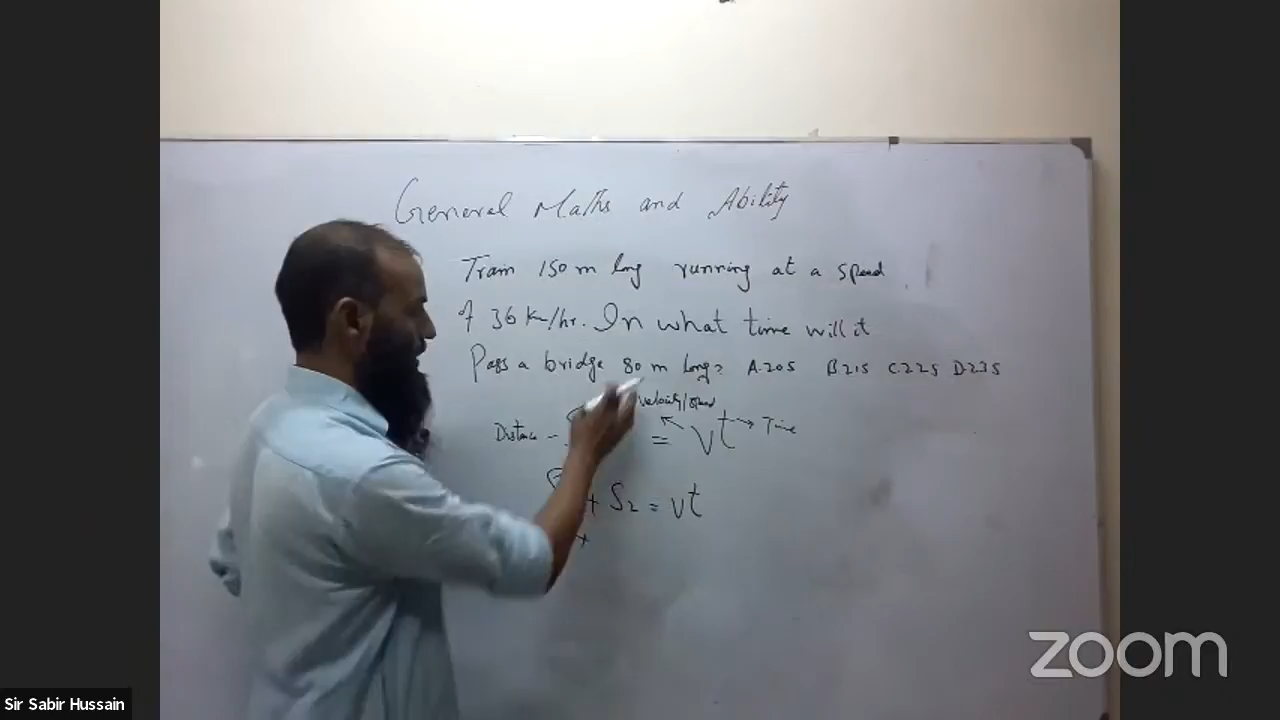 General Maths and Ability
Train 150 m long running at a speed
of 36 Km/hr. In what time will it
Pass a bridge 80 m long? A.20s B 21s C.22s D.23s
velocity/speed
Distance = vt Time
+ S2 = vt
+
zoom
Sir Sabir Hussain